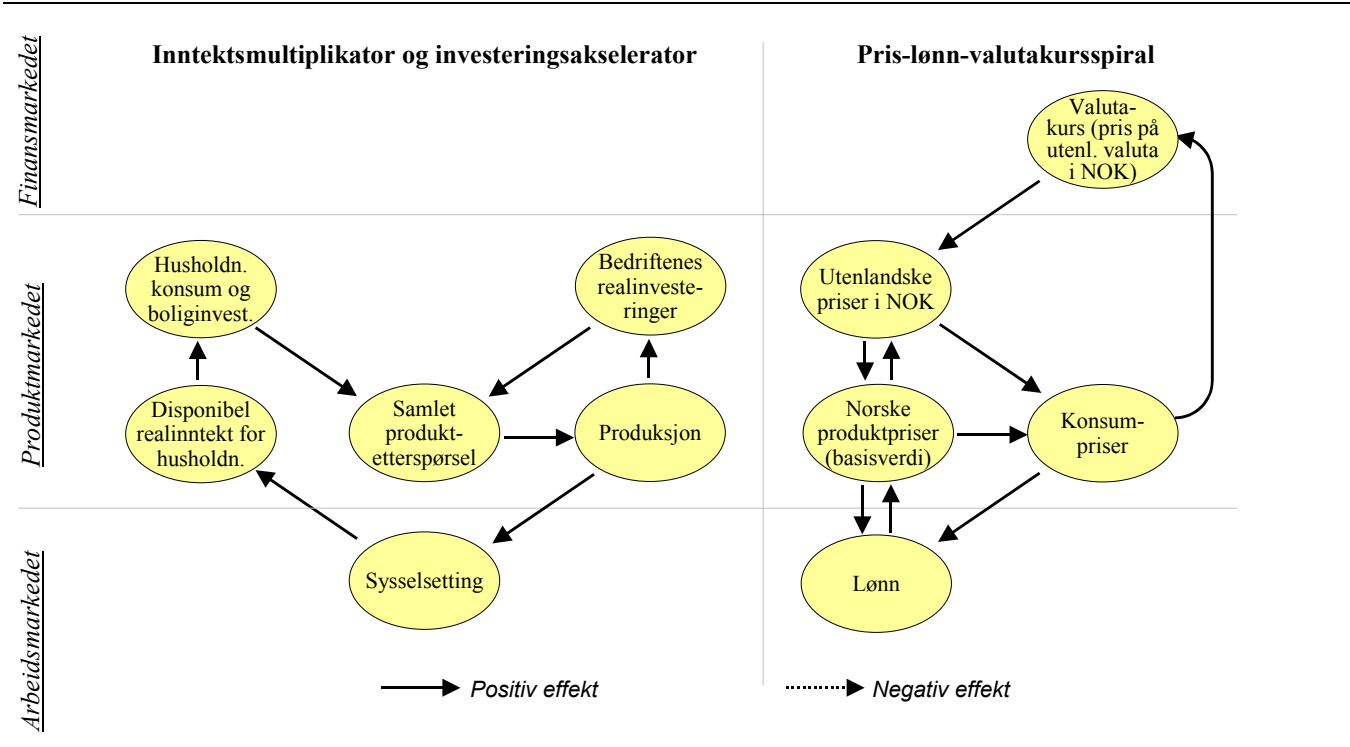 Finansmarkedet
Inntektsmultiplikator og investeringsakselerator
Pris-lønn-valutakursspiral
Valuta-
kurs (pris på
utenl. valuta
i NOK)
Produktmarkedet
Husholdn.
konsum og
boliginvest.
Bedriftenes
realinveste-
ringer
Utenlandske
priser i NOK
Disponibel
realinntekt for
husholdn.
Samlet
produkt-
etterspørsel
Produksjon
Norske
produktpriser
(basisverdi)
Konsum-
priser
Arbeidsmarkedet
Sysselsetting
Lønn
Positiv effekt
Negativ effekt